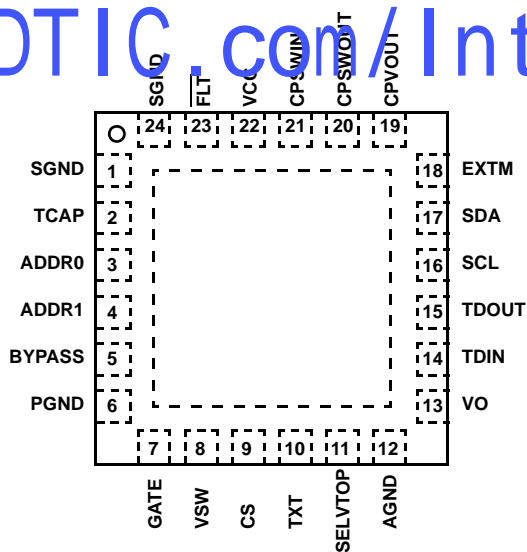 DTIC.com/Int
SGND
FLT
VCC
CPSWIN
CPSWOUT
CPVOUT
24 23 22 21 20 19
SGND 1
TCAP 2
ADDR0 3
ADDR1 4
BYPASS 5
PGND 6
18 EXTM
17 SDA
16 SCL
15 TDOUT
14 TDIN
13 VO
7 8 9 10 11 12
GATE
VSW
CS
TXT
SELVTOP
AGND